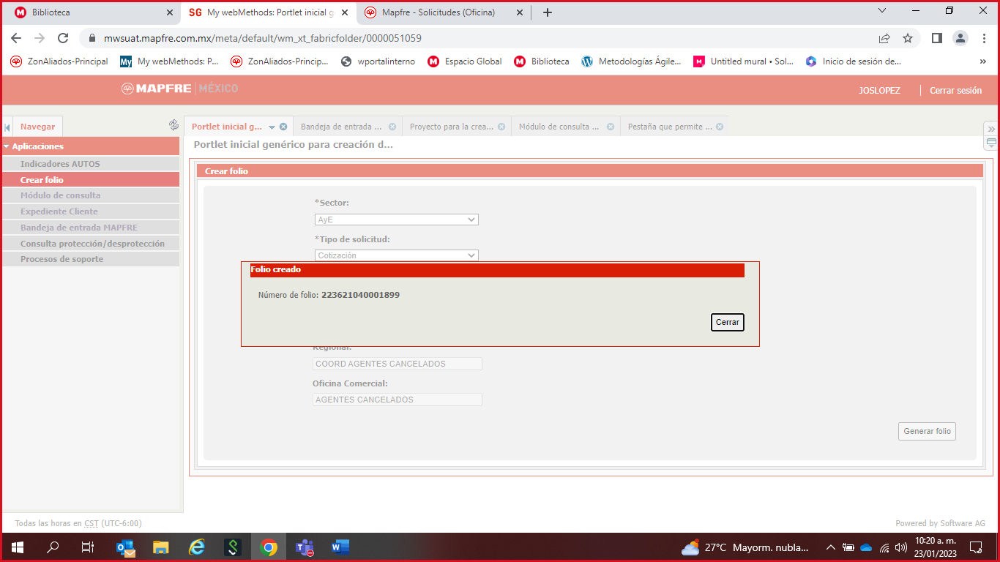 Biblioteca
My webMethods: Portlet inicial g
Mapfre - Solicitudes (Oficina)
mwsuat.mapfre.com.mx/meta/default/wm_xt_fabricfolder/0000051059
ZonAliados-Principal
My webMethods: P...
ZonAliados-Princip...
wportalinterno
Espacio Global
Biblioteca
Metodologías Ágile...
Untitled mural • Sol...
Inicio de sesión de...
MAPFRE MÉXICO
JOSLOPEZ
Cerrar sesión
Navegar
Portlet inicial g...
Bandeja de entrada ...
Proyecto para la crea...
Módulo de consulta ...
Pestaña que permite ...
Portlet inicial genérico para creación d...
Aplicaciones
Indicadores AUTOS
Crear folio
Módulo de consulta
Expediente Cliente
Bandeja de entrada MAPFRE
Consulta protección/desprotección
Procesos de soporte
Crear folio
*Sector:
AyE
*Tipo de solicitud:
Cotización
Folio creado
Número de folio: 223621040001899
Cerrar
Regional:
COORD AGENTES CANCELADOS
Oficina Comercial:
AGENTES CANCELADOS
Generar folio
Todas las horas en CST (UTC-6:00)
Powered by Software AG
27°C Mayorm. nubla...
10:20 a. m.
23/01/2023